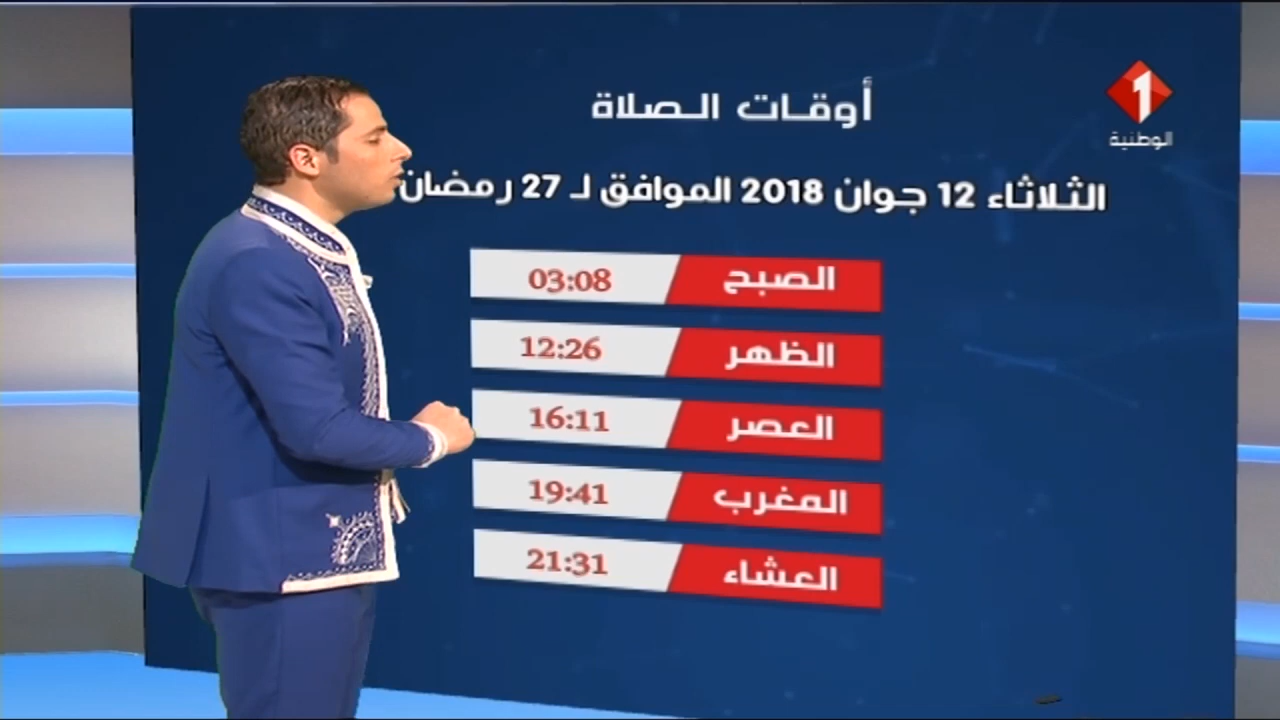 أوقات الصلاة
1
الوطنية
الثلاثاء 12 جوان 2018 الموافق لـ 27 رمضان
الصبح 03:08
الظهر 12:26
العصر 16:11
المغرب 19:41
العشاء 21:31